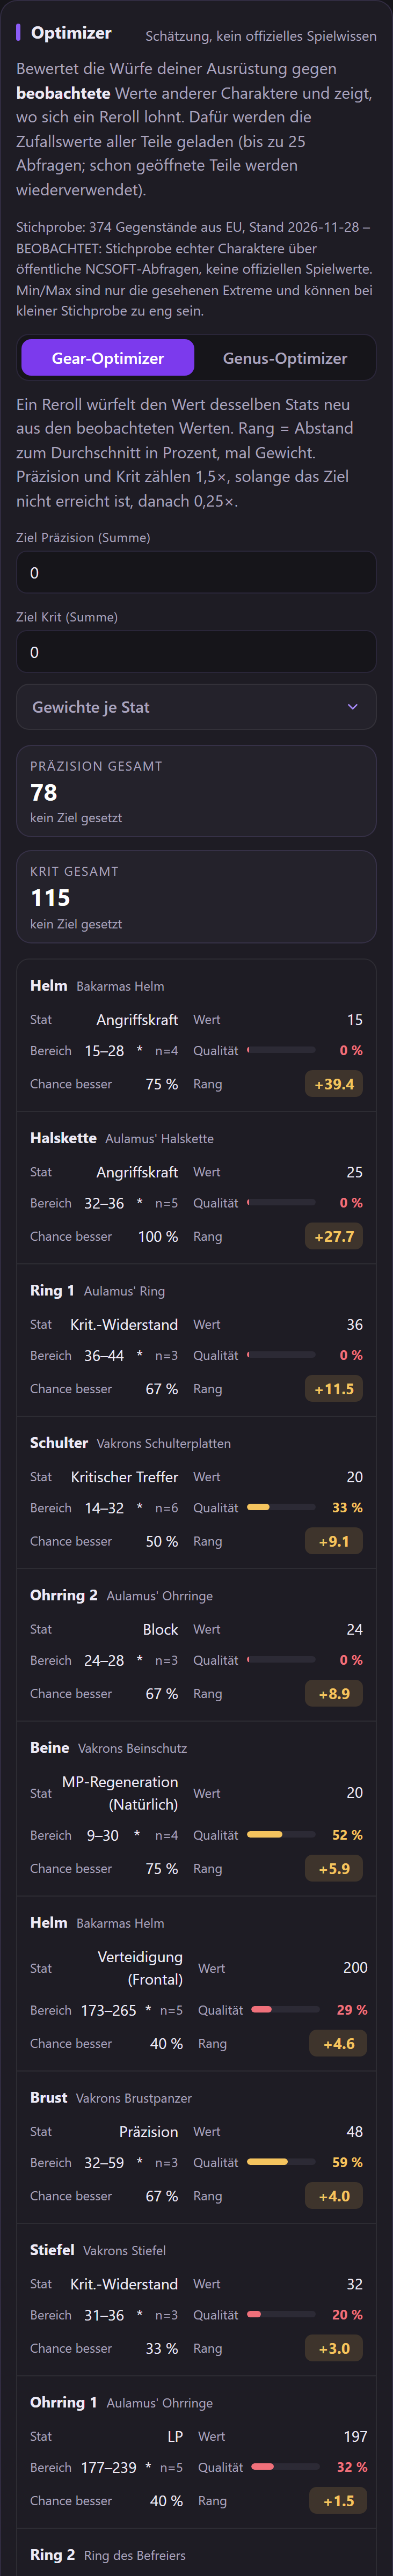 Optimizer Schätzung, kein offizielles Spielwissen
Bewertet die Würfe deiner Ausrüstung gegen
beobachtete Werte anderer Charaktere und zeigt,
wo sich ein Reroll lohnt. Dafür werden die
Zufallswerte aller Teile geladen (bis zu 25
Abfragen; schon geöffnete Teile werden
wiederverwendet).
Stichprobe: 374 Gegenstände aus EU, Stand 2026-11-28 –
BEOBACHTET: Stichprobe echter Charaktere über
öffentliche NCSOFT-Abfragen, keine offiziellen Spielwerte.
Min/Max sind nur die gesehenen Extreme und können bei
kleiner Stichprobe zu eng sein.
Gear-Optimizer Genus-Optimizer
Ein Reroll würfelt den Wert desselben Stats neu
aus den beobachteten Werten. Rang = Abstand
zum Durchschnitt in Prozent, mal Gewicht.
Präzision und Krit zählen 1,5×, solange das Ziel
nicht erreicht ist, danach 0,25×.
Ziel Präzision (Summe)
0
Ziel Krit (Summe)
0
Gewichte je Stat
PRÄZISION GESAMT
78
kein Ziel gesetzt
KRIT GESAMT
115
kein Ziel gesetzt
Helm Bakarmas Helm
Stat Angriffskraft Wert 15
Bereich 15–28 * n=4 Qualität 0 %
Chance besser 75 % Rang +39.4
Halskette Aulamus' Halskette
Stat Angriffskraft Wert 25
Bereich 32–36 * n=5 Qualität 0 %
Chance besser 100 % Rang +27.7
Ring 1 Aulamus' Ring
Stat Krit.-Widerstand Wert 36
Bereich 36–44 * n=3 Qualität 0 %
Chance besser 67 % Rang +11.5
Schulter Vakrons Schulterplatten
Stat Kritischer Treffer Wert 20
Bereich 14–32 * n=6 Qualität 33 %
Chance besser 50 % Rang +9.1
Ohrring 2 Aulamus' Ohrringe
Stat Block Wert 24
Bereich 24–28 * n=3 Qualität 0 %
Chance besser 67 % Rang +8.9
Beine Vakrons Beinschutz
Stat MP-Regeneration (Natürlich) Wert 20
Bereich 9–30 * n=4 Qualität 52 %
Chance besser 75 % Rang +5.9
Helm Bakarmas Helm
Stat Verteidigung (Frontal) Wert 200
Bereich 173–265 * n=5 Qualität 29 %
Chance besser 40 % Rang +4.6
Brust Vakrons Brustpanzer
Stat Präzision Wert 48
Bereich 32–59 * n=3 Qualität 59 %
Chance besser 67 % Rang +4.0
Stiefel Vakrons Stiefel
Stat Krit.-Widerstand Wert 32
Bereich 31–36 * n=3 Qualität 20 %
Chance besser 33 % Rang +3.0
Ohrring 1 Aulamus' Ohrringe
Stat LP Wert 197
Bereich 177–239 * n=5 Qualität 32 %
Chance besser 40 % Rang +1.5
Ring 2 Ring des Befreiers